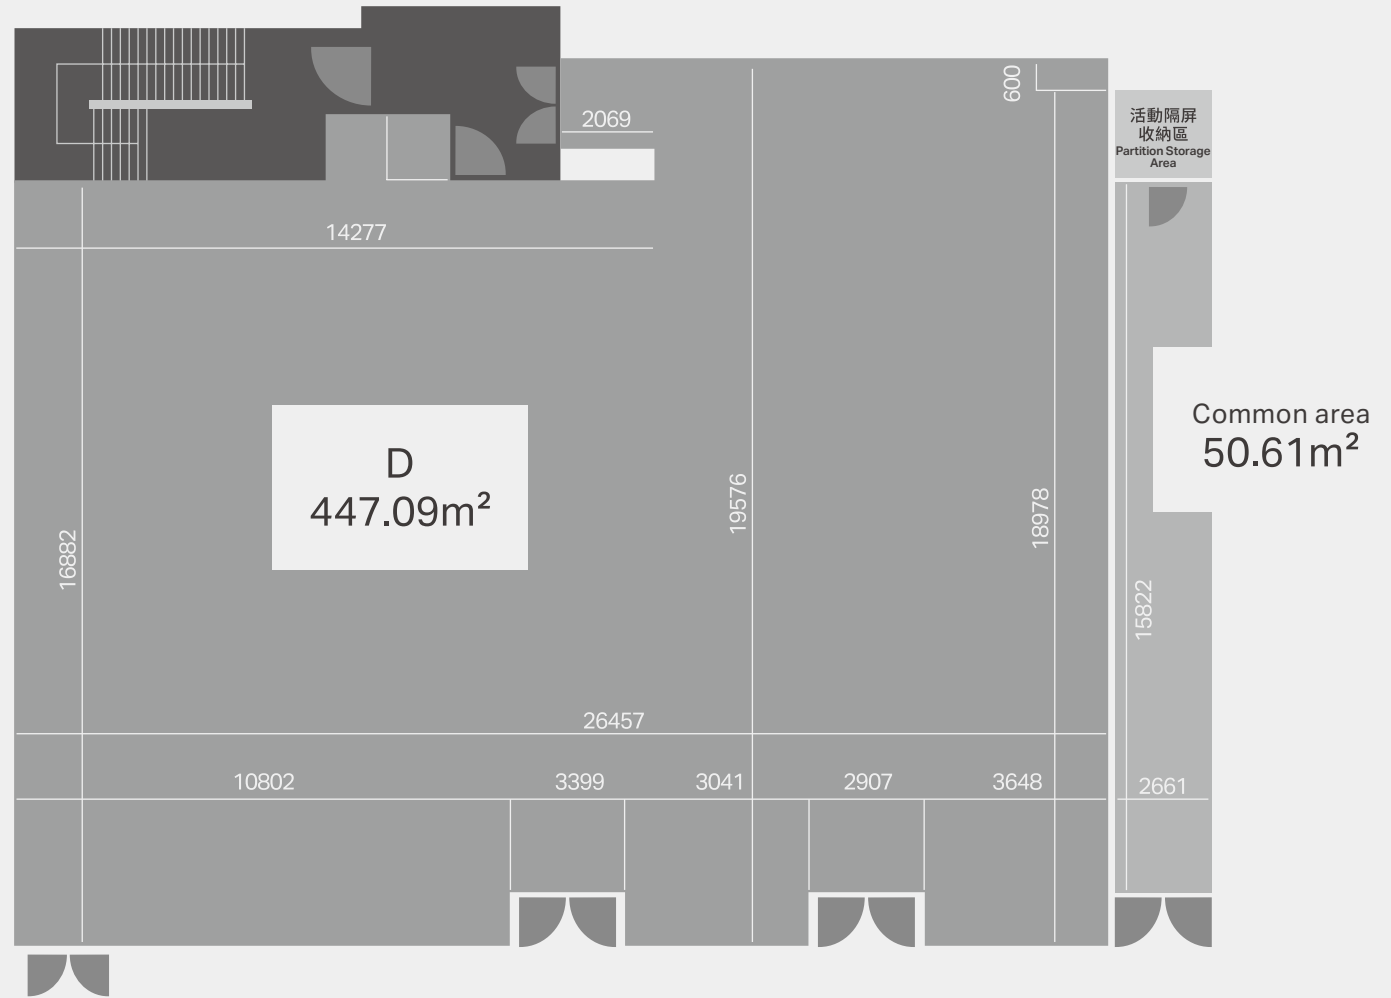 2069
600
活動隔屏
收納區
Partition Storage
Area
14277
D
447.09m²
Common area
50.61m²
16882
19576
18978
15822
26457
10802
3399
3041
2907
3648
2661